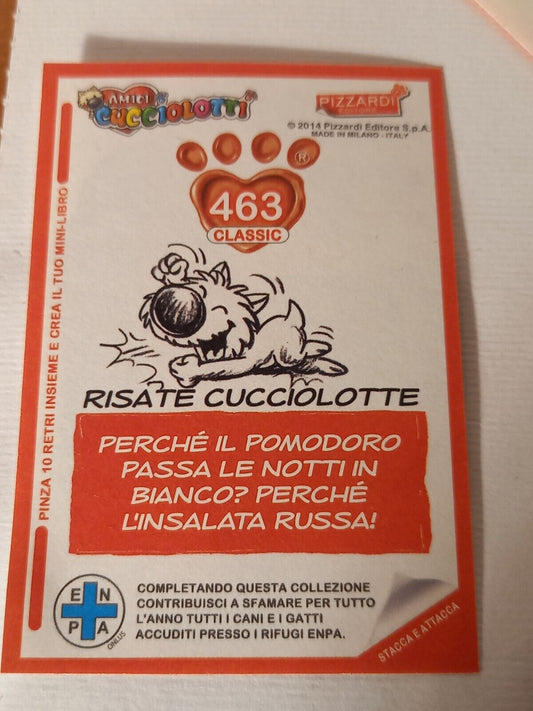 AMICI
CUCCIOLOTTI
PIZZARDI
EDITORE
© 2014 Pizzardi Editore S.p.A.
MADE IN MILANO - ITALY
®
463
CLASSIC
PINZA 10 RETRI INSIEME E CREA IL TUO MINI-LIBRO
RISATE CUCCIOLOTTE
PERCHÉ IL POMODORO
PASSA LE NOTTI IN
BIANCO? PERCHÉ
L'INSALATA RUSSA!
E N
P A
ONLUS
COMPLETANDO QUESTA COLLEZIONE
CONTRIBUISCI A SFAMARE PER TUTTO
L'ANNO TUTTI I CANI E I GATTI
ACCUDITI PRESSO I RIFUGI ENPA.
STACCA E ATTACCA